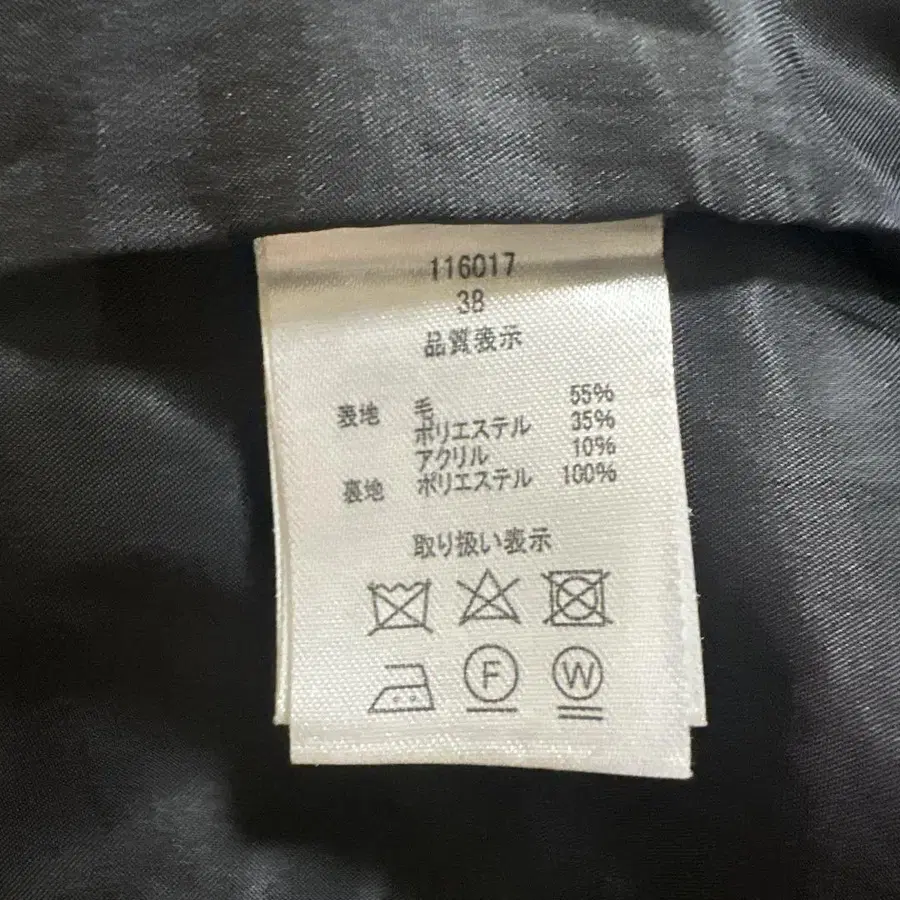 116017
38
品質表示
表地 毛 55%
ポリエステル 35%
アクリル 10%
裏地 ポリエステル 100%
取り扱い表示
F W